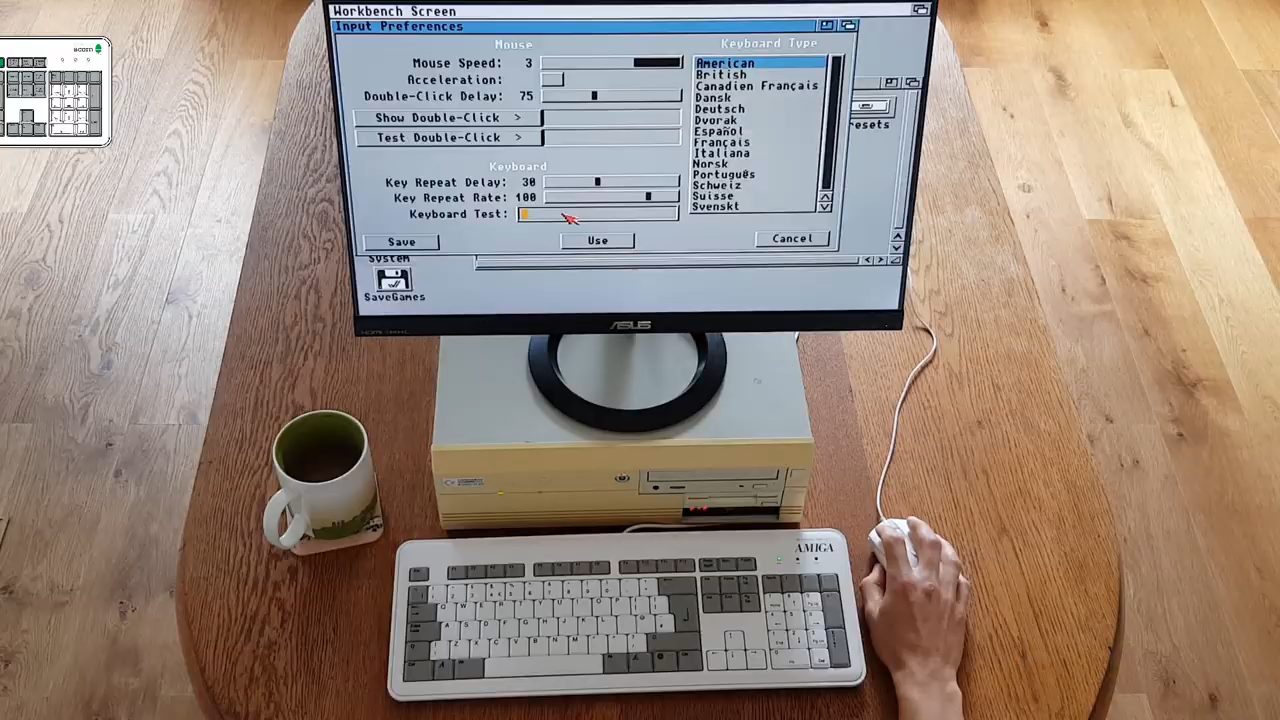 Workbench Screen
Input Preferences
Mouse
Mouse Speed: 3
Acceleration:
Double-Click Delay: 75
Show Double-Click >
Test Double-Click >
Keyboard
Key Repeat Delay: 30
Key Repeat Rate: 100
Keyboard Test:
Save
Use
Cancel
Keyboard Type
American
British
Canadien Français
Dansk
Deutsch
Dvorak
Español
Français
Italiana
Norsk
Português
Schweiz
Suisse
Svenskt
esets
System
SaveGames
HDMI
ASUS
acorn
AMIGA
Q W E R T Y U I O P
A S D F G H J K L
Z X C V B N M